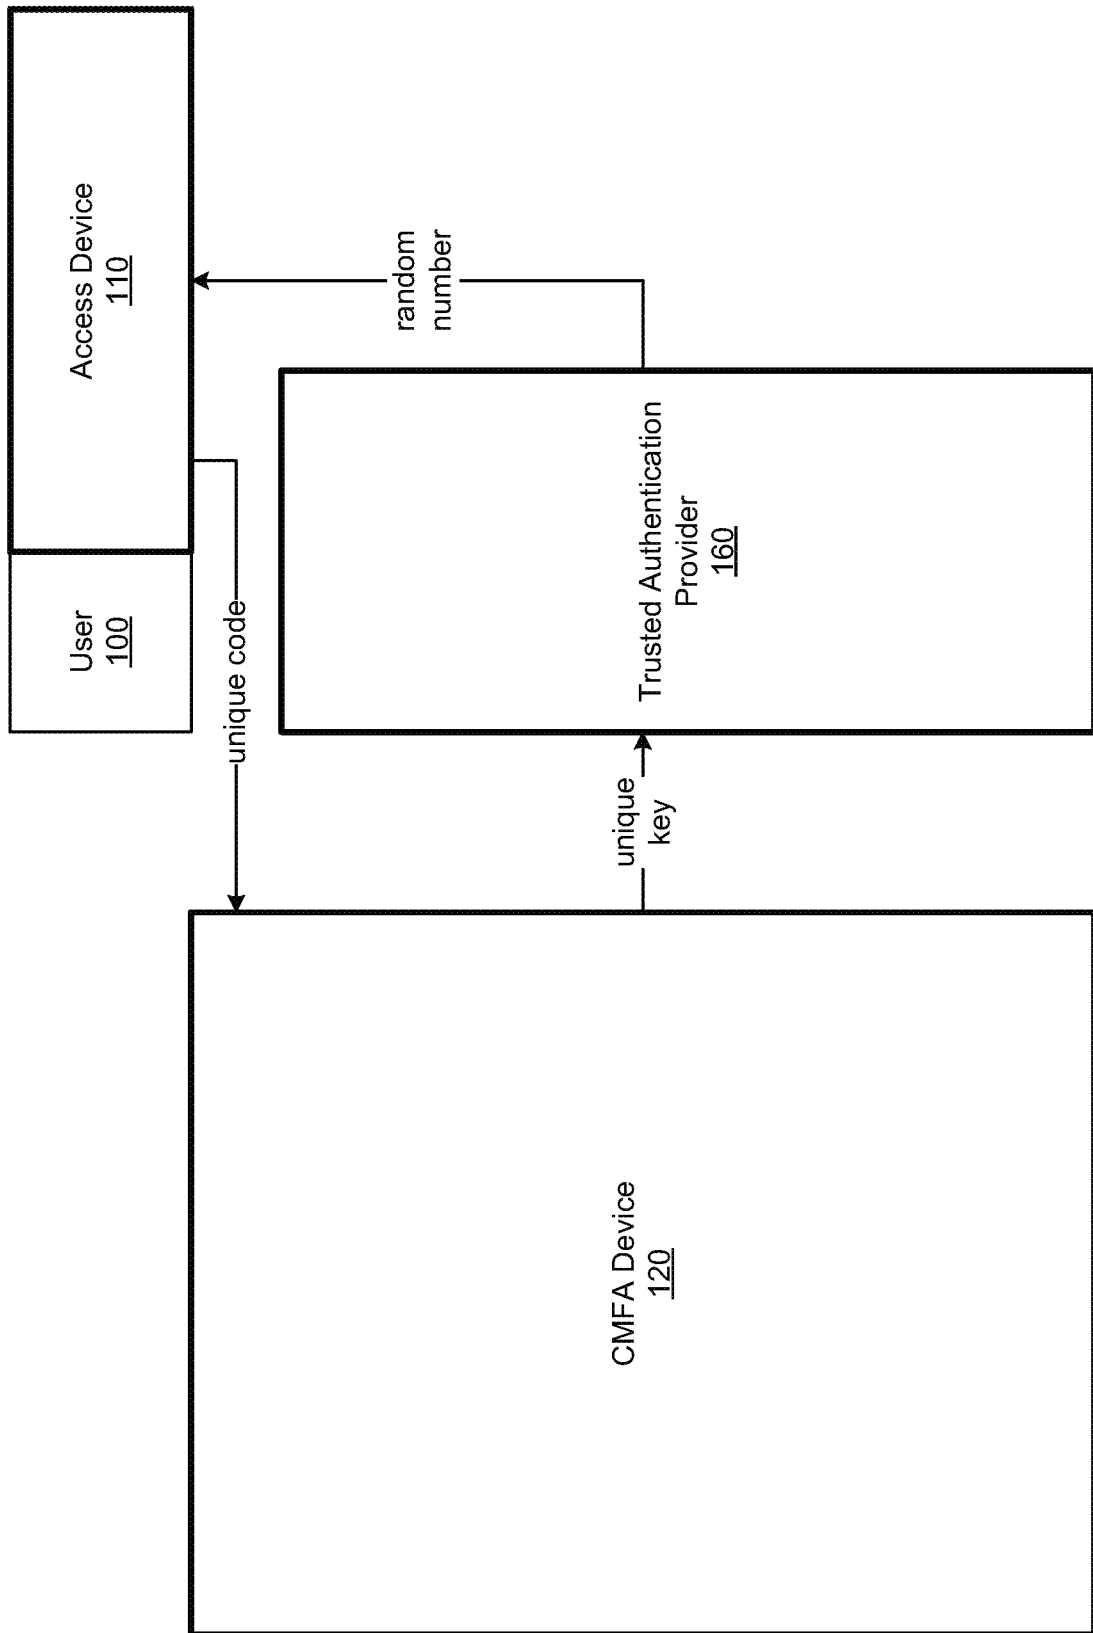 User
100
Access Device
110
unique code
random
number
unique
key
Trusted Authentication
Provider
160
CMFA Device
120